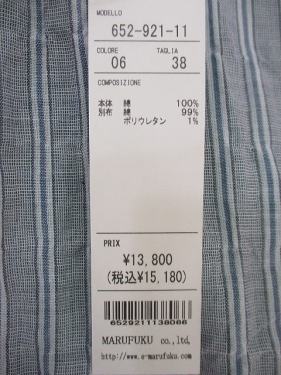 MODELLO
652-921-11
COLORE TAGLIA
06 38
COMPOSIZIONE
本体 綿 100%
別布 綿 99%
ポリウレタン 1%
PRIX
¥13,800
(税込¥15,180)
6529211138066
MARUFUKU co.,ltd.
http://www.e-marufuku.com/